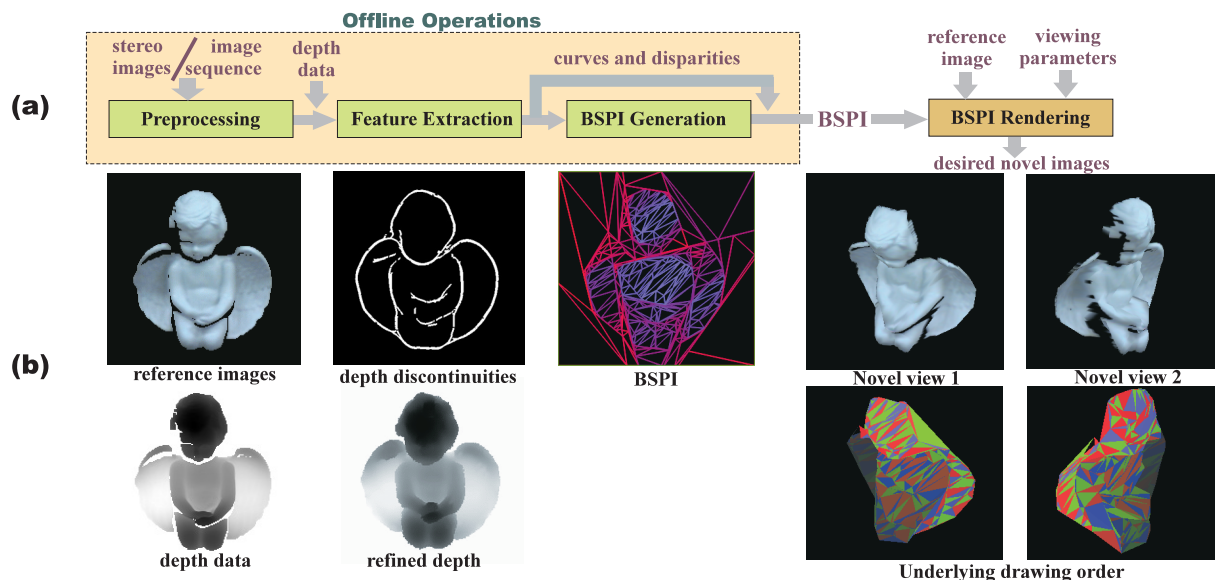 Offline Operations
stereo images / image sequence
depth data
curves and disparities
reference image
viewing parameters
(a)
Preprocessing
Feature Extraction
BSPI Generation
BSPI
BSPI Rendering
desired novel images
(b)
reference images
depth discontinuities
BSPI
Novel view 1
Novel view 2
depth data
refined depth
Underlying drawing order